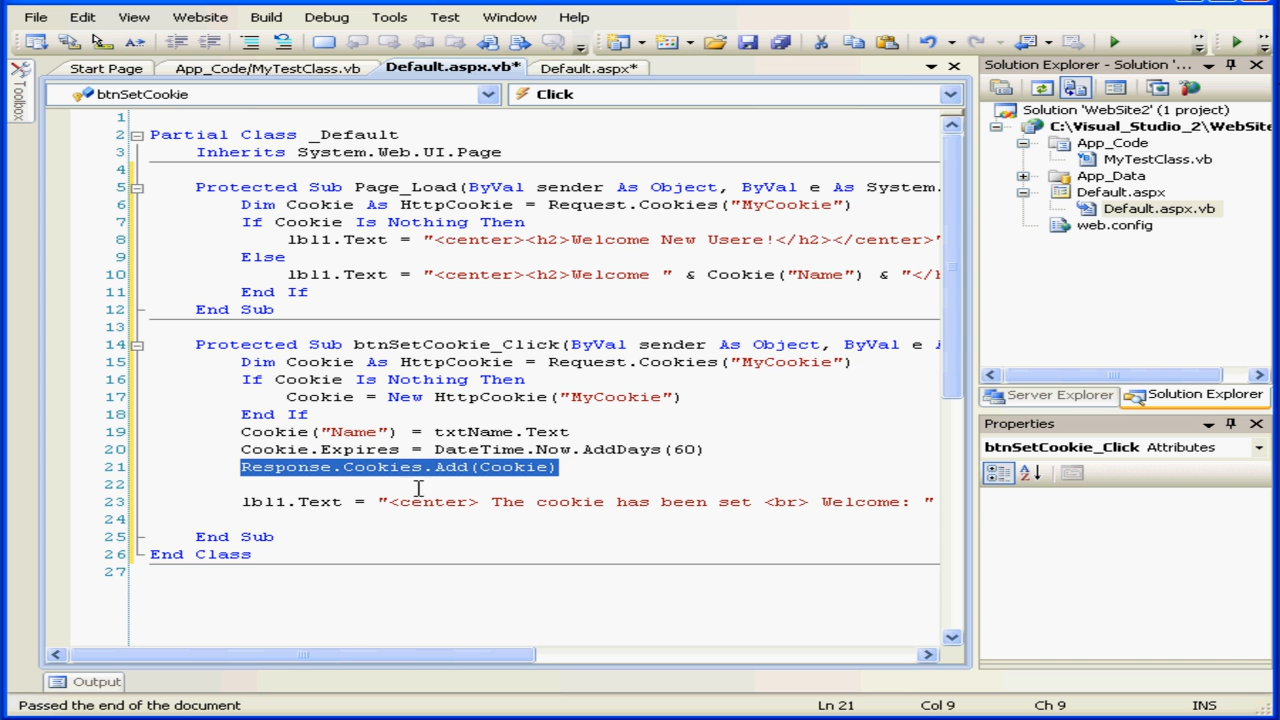 File Edit View Website Build Debug Tools Test Window Help
Start Page App_Code/MyTestClass.vb Default.aspx.vb* Default.aspx*
Toolbox
btnSetCookie Click
1
2 Partial Class _Default
3 Inherits System.Web.UI.Page
4
5 Protected Sub Page_Load(ByVal sender As Object, ByVal e As System.
6 Dim Cookie As HttpCookie = Request.Cookies("MyCookie")
7 If Cookie Is Nothing Then
8 lbl1.Text = "<center><h2>Welcome New Usere!</h2></center>"
9 Else
10 lbl1.Text = "<center><h2>Welcome " & Cookie("Name") & "</h
11 End If
12 End Sub
13
14 Protected Sub btnSetCookie_Click(ByVal sender As Object, ByVal e A
15 Dim Cookie As HttpCookie = Request.Cookies("MyCookie")
16 If Cookie Is Nothing Then
17 Cookie = New HttpCookie("MyCookie")
18 End If
19 Cookie("Name") = txtName.Text
20 Cookie.Expires = DateTime.Now.AddDays(60)
21 Response.Cookies.Add(Cookie)
22
23 lbl1.Text = "<center> The cookie has been set <br> Welcome: "
24
25 End Sub
26 End Class
27
Output
Passed the end of the document Ln 21 Col 9 Ch 9 INS
Solution Explorer - Solution '...
Solution 'WebSite2' (1 project)
C:\Visual_Studio_2\WebSite
App_Code
MyTestClass.vb
App_Data
Default.aspx
Default.aspx.vb
web.config
Server Explorer Solution Explorer
Properties
btnSetCookie_Click Attributes